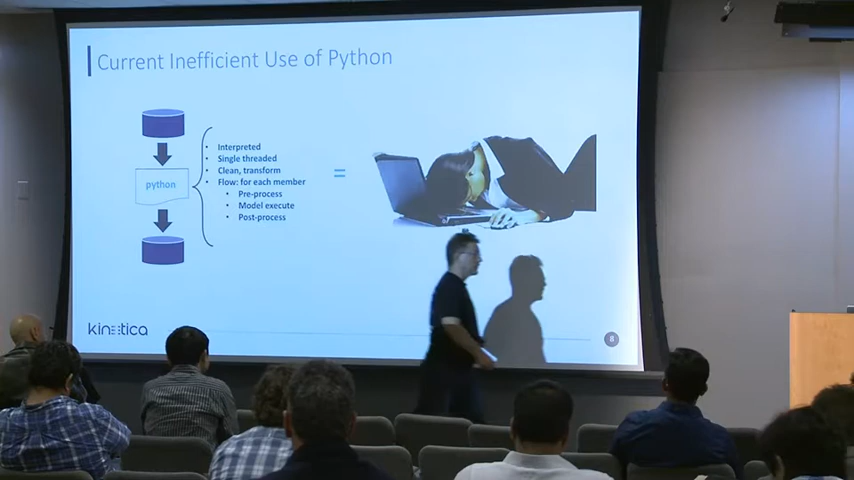 Current Inefficient Use of Python
python
• Interpreted
• Single threaded
• Clean, transform
• Flow: for each member
• Pre-process
• Model execute
• Post-process
=
kinetica
8